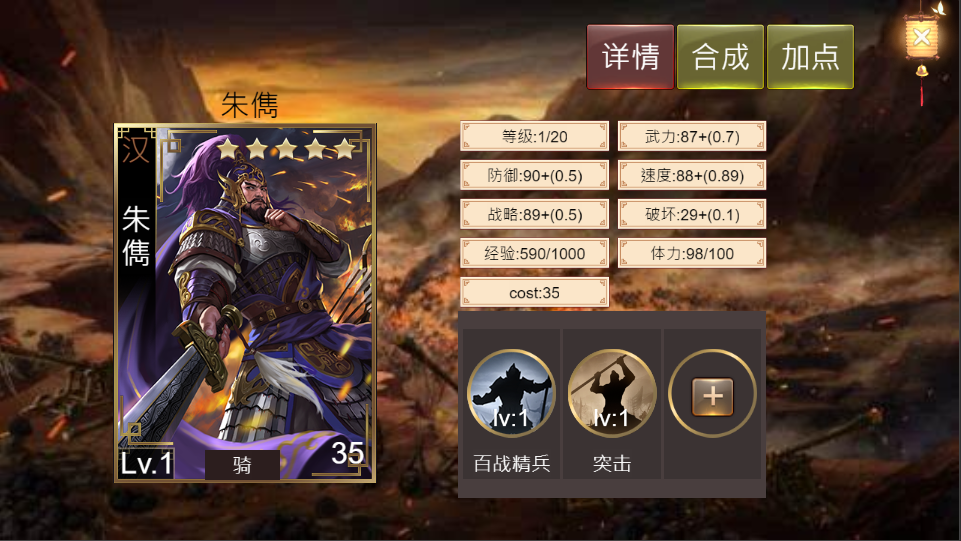 详情 合成 加点
朱儁
汉
朱儁
Lv.1
骑
35
等级:1/20
武力:87+(0.7)
防御:90+(0.5)
速度:88+(0.89)
战略:89+(0.5)
破坏:29+(0.1)
经验:590/1000
体力:98/100
cost:35
lv:1
lv:1
百战精兵
突击